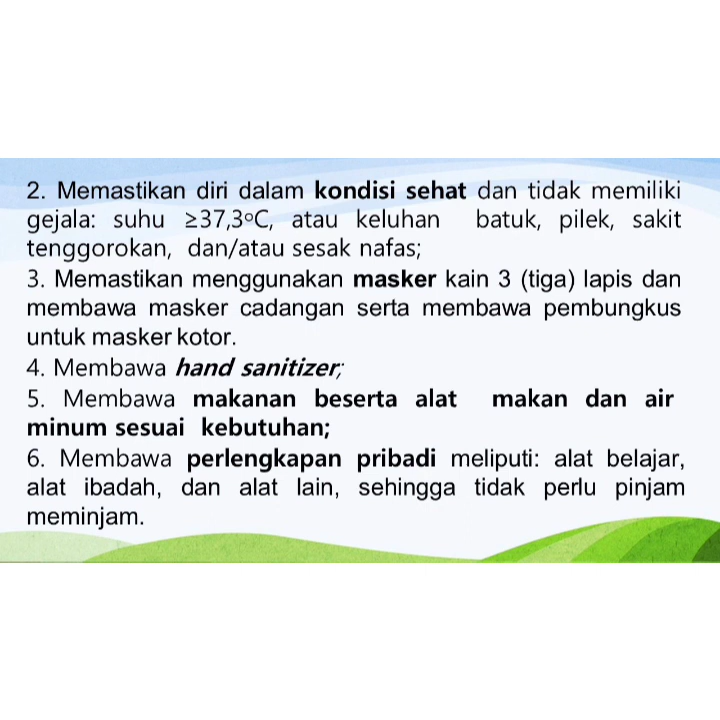 2. Memastikan diri dalam kondisi sehat dan tidak memiliki
gejala: suhu ≥37,3°C, atau keluhan batuk, pilek, sakit
tenggorokan, dan/atau sesak nafas;
3. Memastikan menggunakan masker kain 3 (tiga) lapis dan
membawa masker cadangan serta membawa pembungkus
untuk masker kotor.
4. Membawa hand sanitizer;
5. Membawa makanan beserta alat makan dan air
minum sesuai kebutuhan;
6. Membawa perlengkapan pribadi meliputi: alat belajar,
alat ibadah, dan alat lain, sehingga tidak perlu pinjam
meminjam.